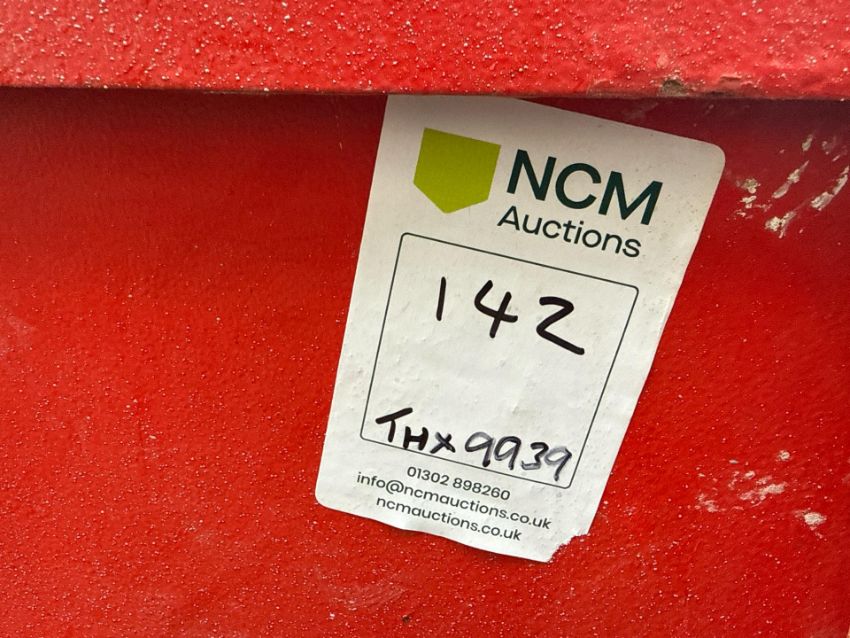 NCM
Auctions
142
THX9939
01302 898260
info@ncmauctions.co.uk
ncmauctions.co.uk